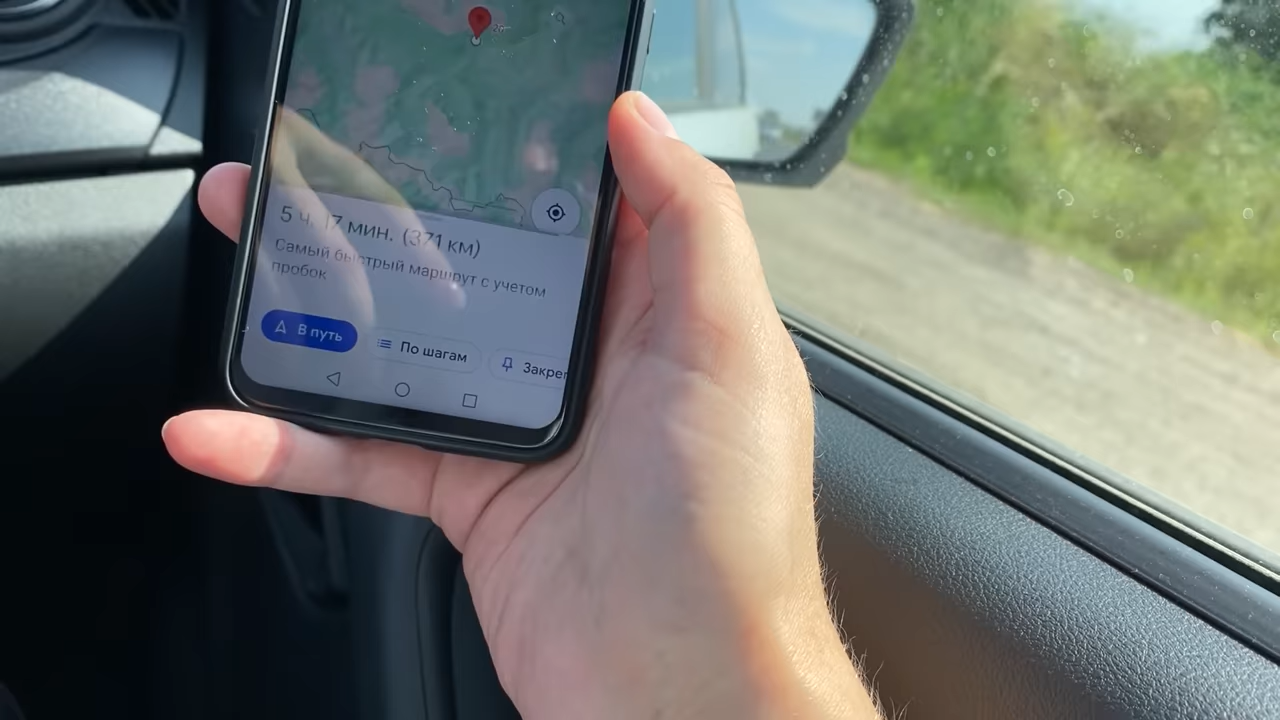 5 ч. 17 мин. (371 км)
Самый быстрый маршрут с учетом
пробок
В путь
По шагам
Закреп